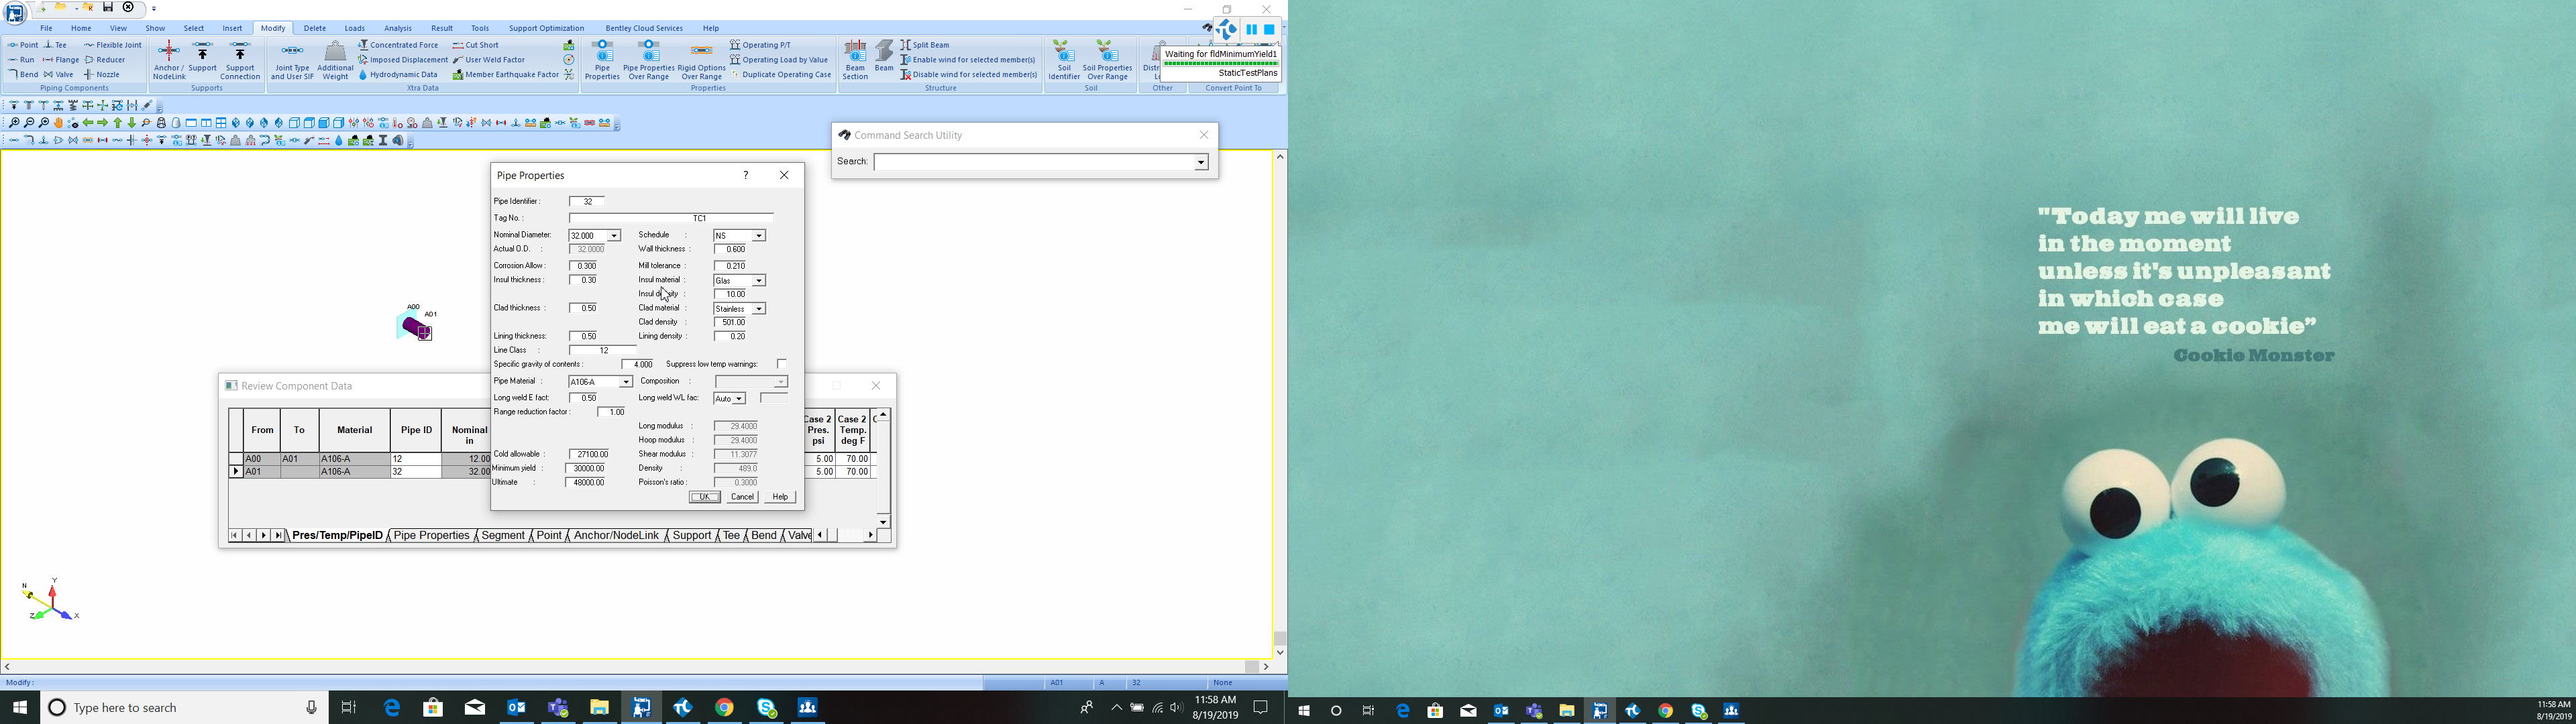 File Home View Show Select Insert Modify Delete Loads Analysis Result Tools Support Optimization Bentley Cloud Services Help
Point Tee Flexible Joint
Run Flange Reducer
Bend Valve Nozzle
Piping Components
Anchor / NodeLink
Support
Support Connection
Supports
Joint Type and User SIF
Additional Weight
Concentrated Force
Imposed Displacement
Hydrodynamic Data
Cut Short
User Weld Factor
Member Earthquake Factor
Xtra Data
Pipe Properties
Pipe Properties Over Range
Rigid Options Over Range
Operating P/T
Operating Load by Value
Duplicate Operating Case
Properties
Beam Section
Beam
Split Beam
Enable wind for selected member(s)
Disable wind for selected member(s)
Structure
Soil Identifier
Soil Properties Over Range
Soil
Other
Convert Point To
Waiting for fldMinimumYield1
StaticTestPlans
Command Search Utility
Search:
Pipe Properties ?
Pipe Identifier : 32
Tag No. : TC1
Nominal Diameter: 32.000 Schedule : NS
Actual O.D. : 32.0000 Wall thickness : 0.600
Corrosion Allow : 0.300 Mill tolerance : 0.210
Insul thickness : 0.30 Insul material : Glas
Insul density : 10.00
Clad thickness : 0.50 Clad material : Stainless
Clad density : 501.00
Lining thickness: 0.50 Lining density : 0.20
Line Class : 12
Specific gravity of contents : 4.000 Suppress low temp warnings:
Pipe Material : A106-A Composition :
Long weld E fact: 0.50 Long weld WL fac: Auto
Range reduction factor : 1.00
Long modulus : 29.4000
Hoop modulus : 29.4000
Cold allowable : 27100.00 Shear modulus : 11.3077
Minimum yield : 30000.00 Density : 489.0
Ultimate : 48000.00 Poisson's ratio : 0.3000
OK Cancel Help
A00
A01
Review Component Data
From To Material Pipe ID Nominal in Case 2 Pres. psi Case 2 Temp. deg F
A00 A01 A106-A 12 12.00 5.00 70.00
A01 A106-A 32 32.00 5.00 70.00
Pres/Temp/PipeID Pipe Properties Segment Point Anchor/NodeLink Support Tee Bend Valve
N Y Z X
Modify : A01 A 32 None
Type here to search
11:58 AM
8/19/2019
"Today me will live
in the moment
unless it's unpleasant
in which case
me will eat a cookie”
Cookie Monster
11:58 AM
8/19/2019